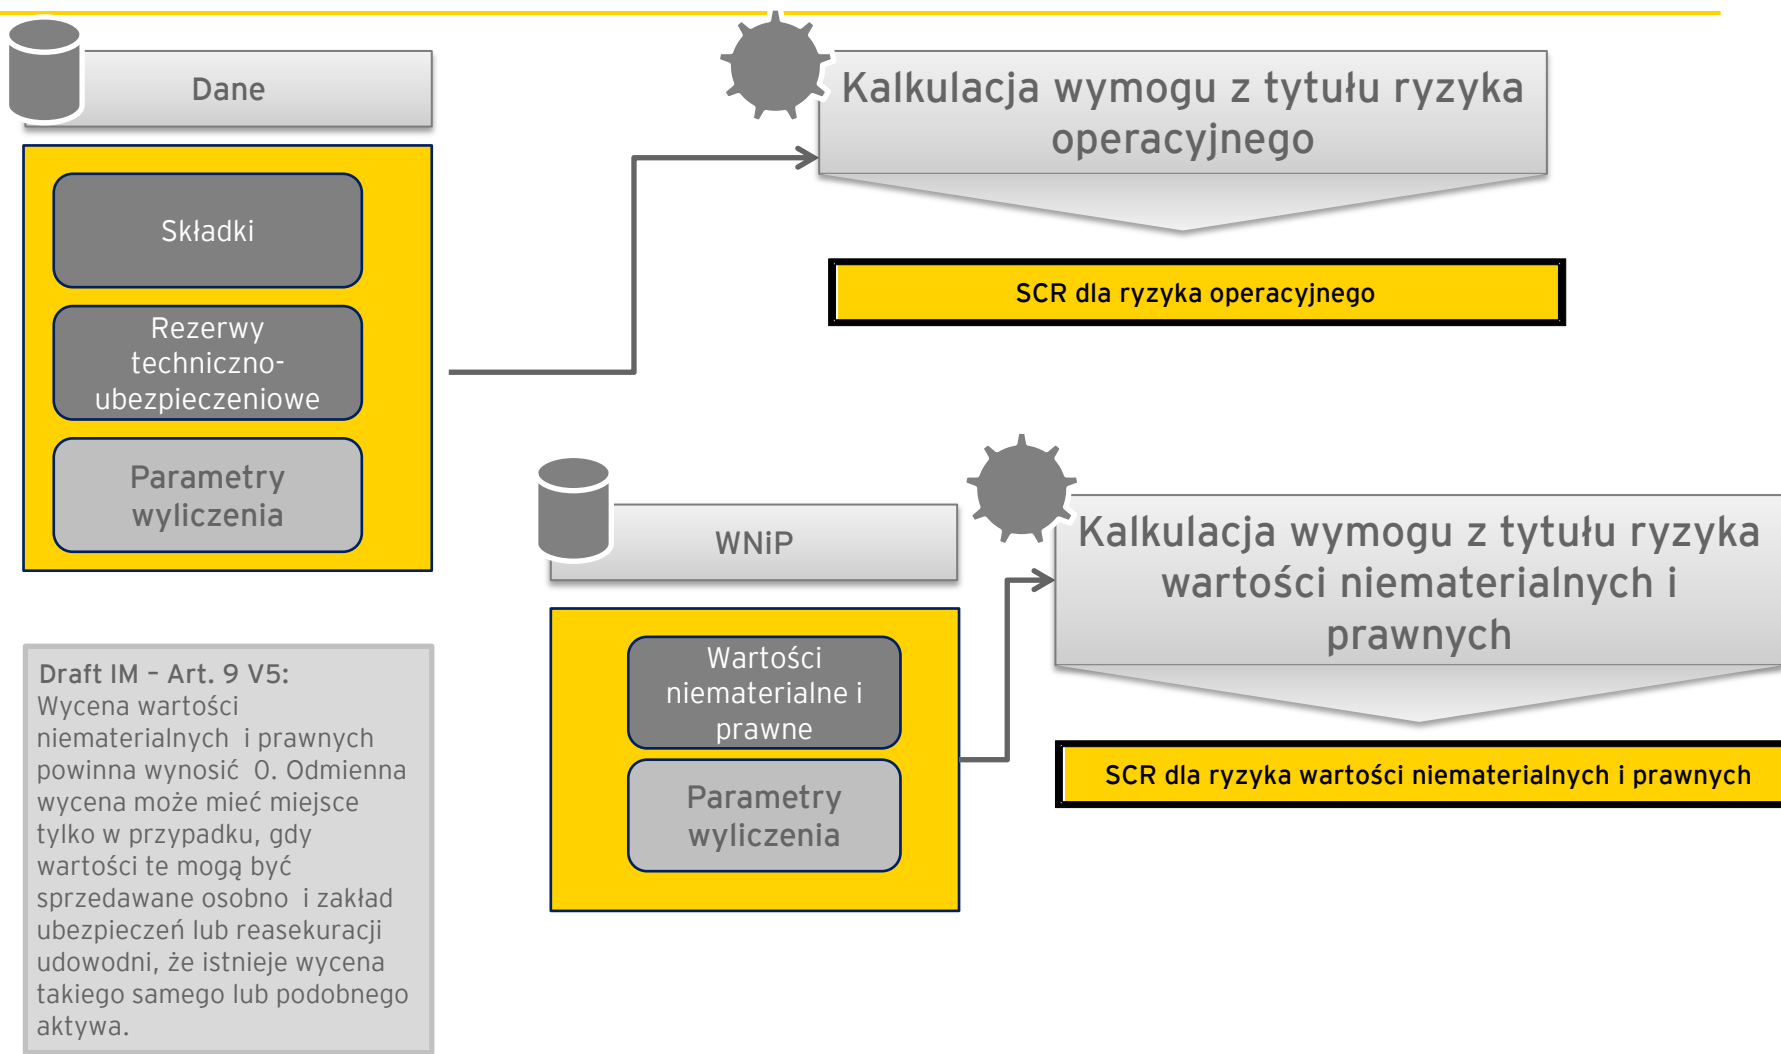 Dane
Składki
Rezerwy
techniczno-
ubezpieczeniowe
Parametry
wyliczenia
Kalkulacja wymogu z tytułu ryzyka
operacyjnego
SCR dla ryzyka operacyjnego
WNiP
Wartości
niematerialne i
prawne
Parametry
wyliczenia
Kalkulacja wymogu z tytułu ryzyka
wartości niematerialnych i
prawnych
SCR dla ryzyka wartości niematerialnych i prawnych
Draft IM – Art. 9 V5:
Wycena wartości
niematerialnych i prawnych
powinna wynosić 0. Odmienna
wycena może mieć miejsce
tylko w przypadku, gdy
wartości te mogą być
sprzedawane osobno i zakład
ubezpieczeń lub reasekuracji
udowodni, że istnieje wycena
takiego samego lub podobnego
aktywa.